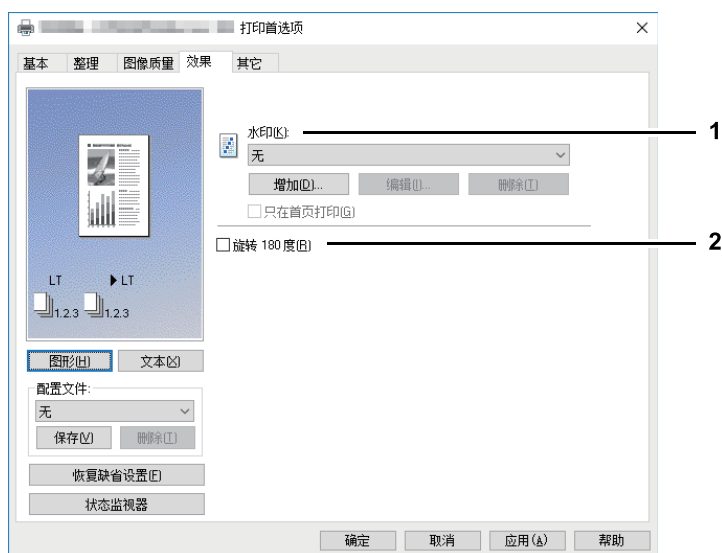 打印首选项
基本 整理 图像质量 效果 其它
水印(K):
1
无
增加(D)... 编辑(I)... 删除(T)
只在首页打印(G)
旋转 180 度(R)
2
LT LT
1.2.3 1.2.3
图形(H) 文本(X)
配置文件:
无
保存(V) 删除(T)
恢复缺省设置(F)
状态监视器
确定 取消 应用(A) 帮助